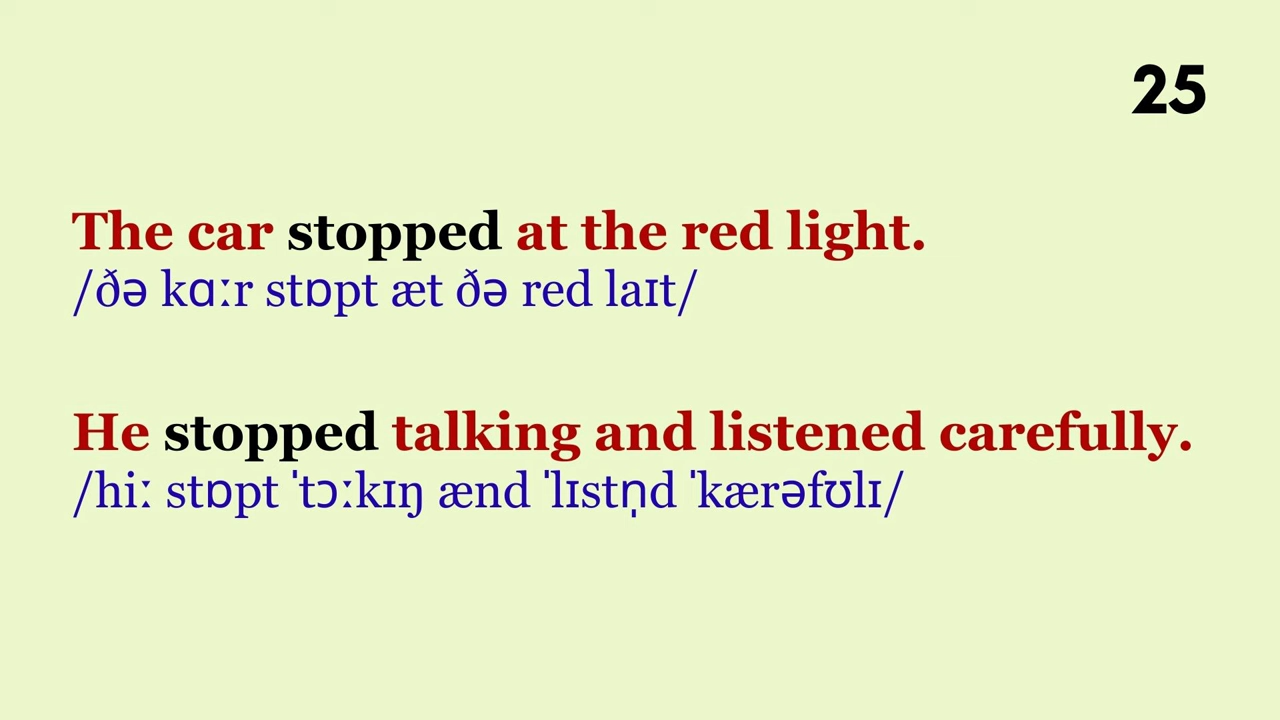 25
The car stopped at the red light.
/ðə kɑːr stɒpt æt ðə red laɪt/
He stopped talking and listened carefully.
/hiː stɒpt ˈtɔːkɪŋ ænd ˈlɪstn̩d ˈkærəfʊlɪ/